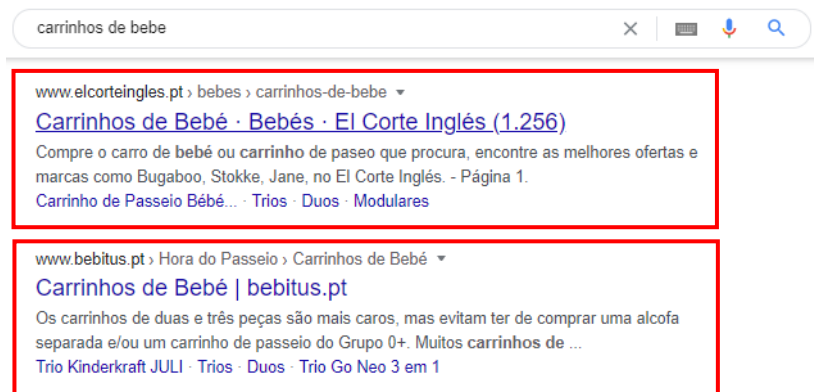 carrinhos de bebe
www.elcorteingles.pt › bebes › carrinhos-de-bebe
Carrinhos de Bebé · Bebés · El Corte Inglés (1.256)
Compre o carro de bebé ou carrinho de paseo que procura, encontre as melhores ofertas e
marcas como Bugaboo, Stokke, Jane, no El Corte Inglés. - Página 1.
Carrinho de Passeio Bébé... · Trios · Duos · Modulares
www.bebitus.pt › Hora do Passeio › Carrinhos de Bebé
Carrinhos de Bebé | bebitus.pt
Os carrinhos de duas e três peças são mais caros, mas evitam ter de comprar uma alcofa
separada e/ou um carrinho de passeio do Grupo 0+. Muitos carrinhos de ...
Trio Kinderkraft JULI · Trios · Duos · Trio Go Neo 3 em 1